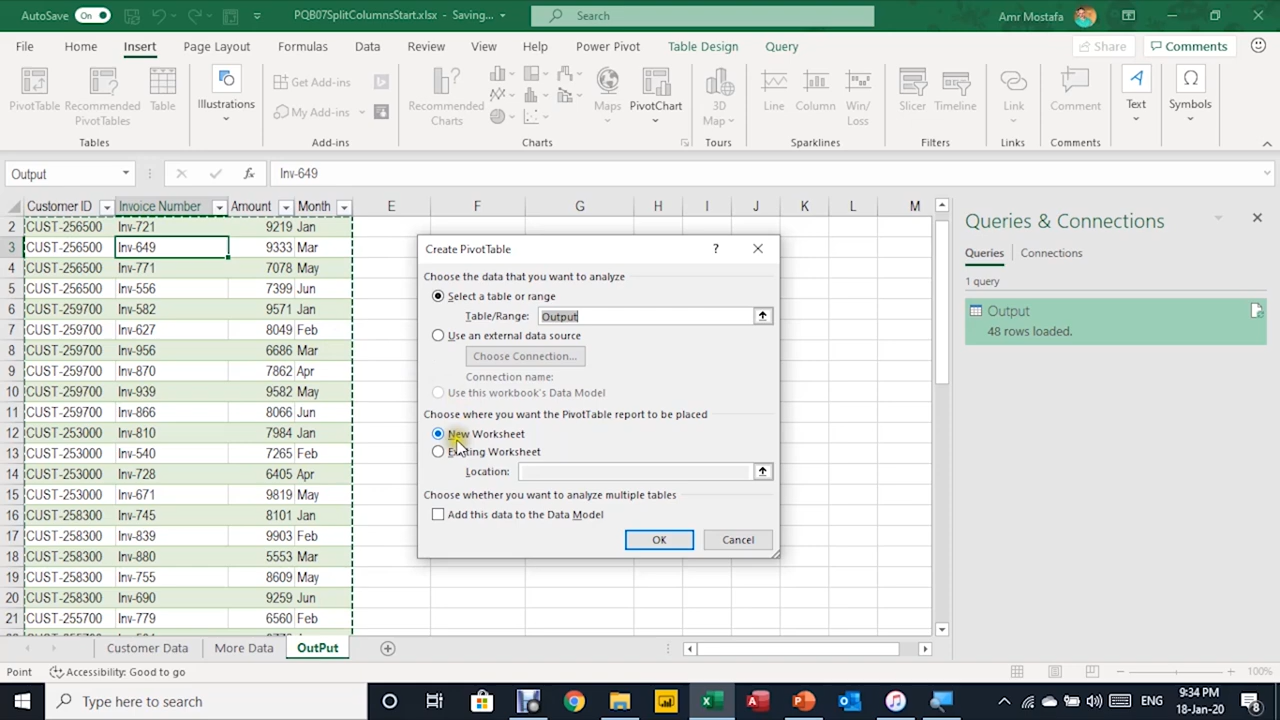 AutoSave On PQB07SplitColumnsStart.xlsx - Saving... Search Amr Mostafa
File Home Insert Page Layout Formulas Data Review View Help Power Pivot Table Design Query Share Comments
PivotTable Recommended PivotTables Table Illustrations Get Add-ins My Add-ins Recommended Charts Maps PivotChart 3D Map Line Column Win/Loss Slicer Timeline Link Comment Text Symbols
Tables Add-ins Charts Tours Sparklines Filters Links Comments
Output fx Inv-649
Customer ID Invoice Number Amount Month E F G H I J K L M
2 CUST-256500 Inv-721 9219 Jan
3 CUST-256500 Inv-649 9333 Mar
4 CUST-256500 Inv-771 7078 May
5 CUST-256500 Inv-556 7399 Jun
6 CUST-259700 Inv-582 9571 Jan
7 CUST-259700 Inv-627 8049 Feb
8 CUST-259700 Inv-956 6686 Mar
9 CUST-259700 Inv-870 7862 Apr
10 CUST-259700 Inv-939 9582 May
11 CUST-259700 Inv-866 8066 Jun
12 CUST-253000 Inv-810 7984 Jan
13 CUST-253000 Inv-540 7265 Feb
14 CUST-253000 Inv-728 6405 Apr
15 CUST-253000 Inv-671 9819 May
16 CUST-258300 Inv-745 8101 Jan
17 CUST-258300 Inv-839 9903 Feb
18 CUST-258300 Inv-880 5553 Mar
19 CUST-258300 Inv-755 8609 May
20 CUST-258300 Inv-690 9259 Jun
21 CUST-255700 Inv-779 6560 Feb
Create PivotTable ?
Choose the data that you want to analyze
Select a table or range
Table/Range: Output
Use an external data source
Choose Connection...
Connection name:
Use this workbook's Data Model
Choose where you want the PivotTable report to be placed
New Worksheet
Existing Worksheet
Location:
Choose whether you want to analyze multiple tables
Add this data to the Data Model
OK Cancel
Queries & Connections
Queries Connections
1 query
Output
48 rows loaded.
Customer Data More Data OutPut
Point Accessibility: Good to go 100%
Type here to search ENG 9:34 PM
18-Jan-20 8